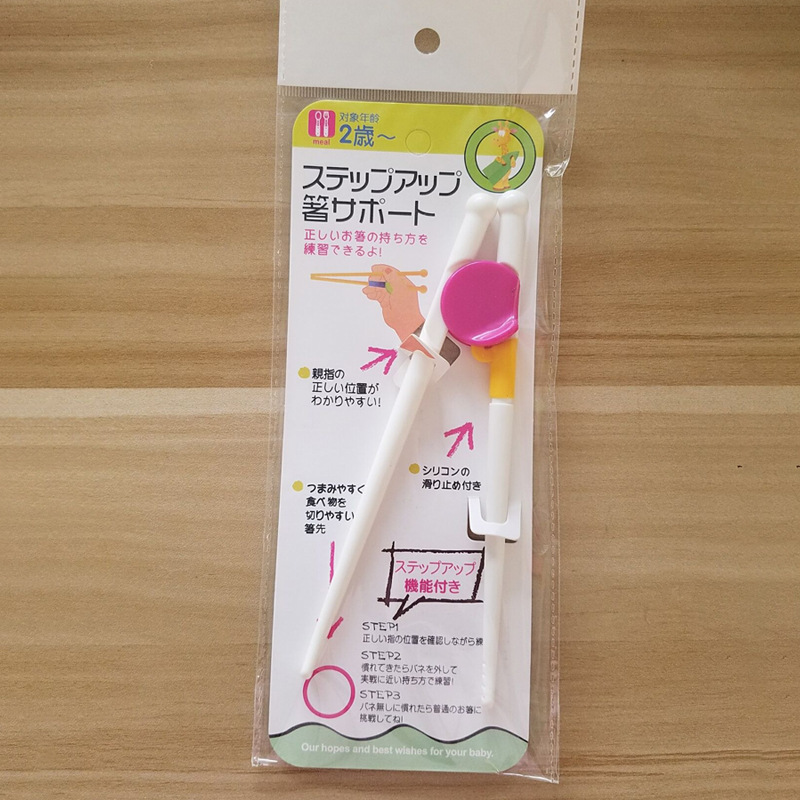 meal
対象年齢
2歳～
ステップアップ
箸サポート
正しいお箸の持ち方を
練習できるよ!
親指の
正しい位置が
わかりやすい!
シリコンの
滑り止め付き
つまみやすく
食べ物を
切りやすい
箸先
ステップアップ
機能付き
STEP1
正しい指の位置を確認しながら練
STEP2
慣れてきたらバネを外して
実戦に近い持ち方で練習!
STEP3
バネ無しに慣れたら普通のお箸に
挑戦してね!
Our hopes and best wishes for your baby.